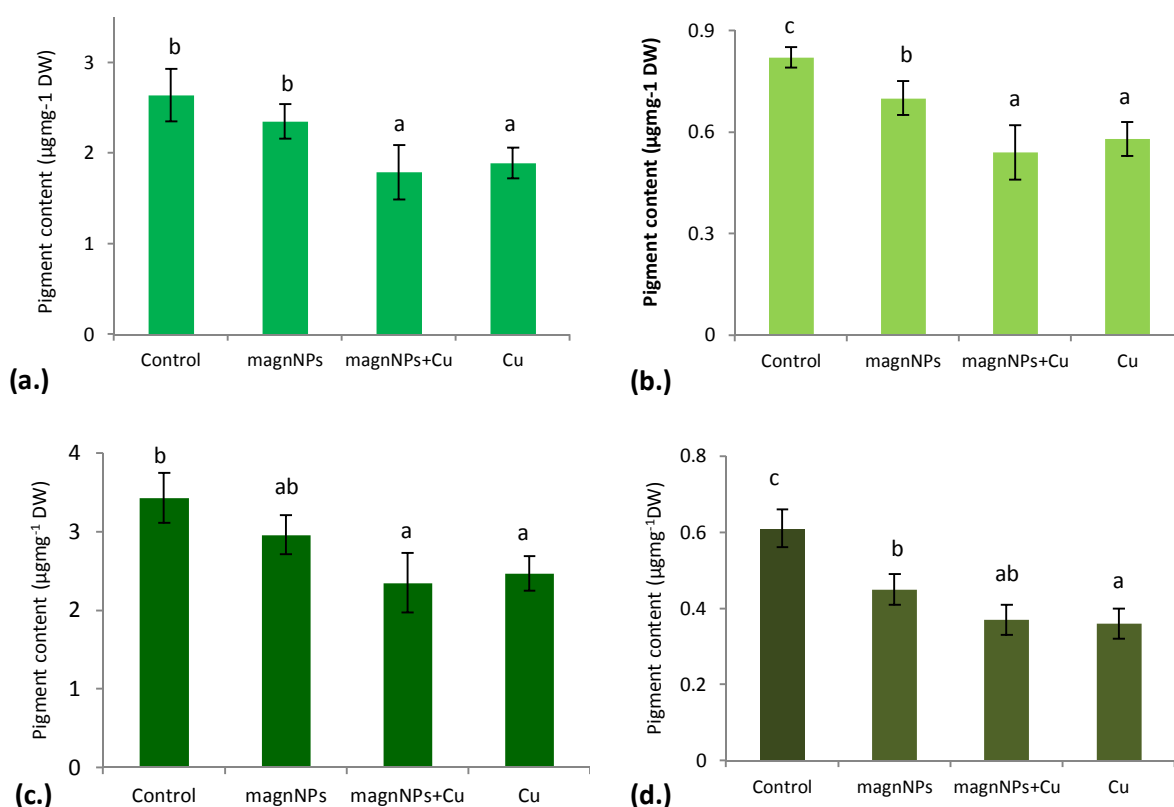 Pigment content (µgmg-1 DW)
3
2
1
0
b
b
a
a
Control magnNPs magnNPs+Cu Cu
(a.)
Pigment content (µgmg-1 DW)
0.9
0.6
0.3
0
c
b
a
a
Control magnNPs magnNPs+Cu Cu
(b.)
Pigment content (µgmg⁻¹ DW)
4
3
2
1
0
b
ab
a
a
Control magnNPs magnNPs+Cu Cu
(c.)
Pigment content (µgmg⁻¹DW)
0.8
0.6
0.4
0.2
0
c
b
ab
a
Control magnNPs magnNPs+Cu Cu
(d.)